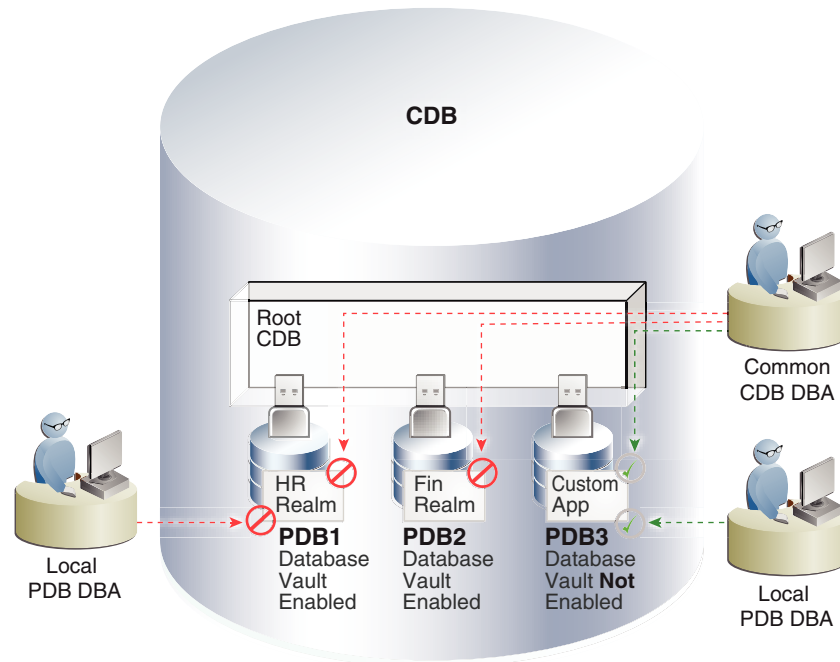 CDB
Root
CDB
Common
CDB DBA
HR
Realm
Fin
Realm
Custom
App
PDB1
Database
Vault
Enabled
PDB2
Database
Vault
Enabled
PDB3
Database
Vault Not
Enabled
Local
PDB DBA
Local
PDB DBA